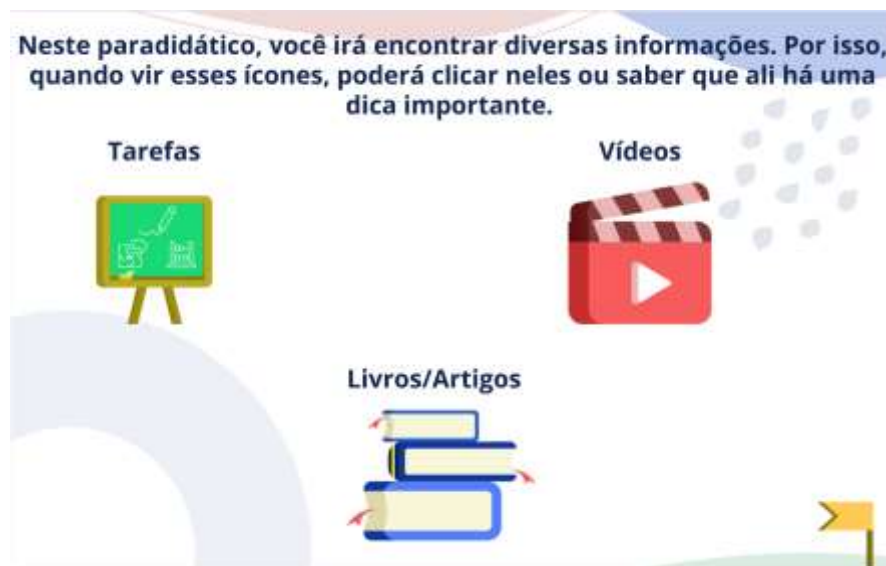 Neste paradidático, você irá encontrar diversas informações. Por isso,
quando vir esses ícones, poderá clicar neles ou saber que ali há uma
dica importante.
Tarefas
Vídeos
Livros/Artigos